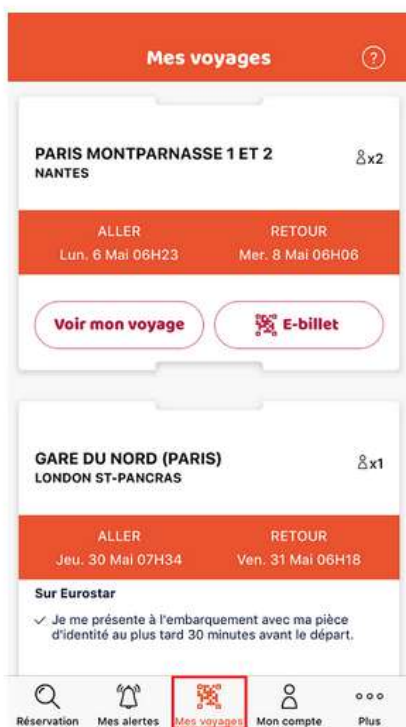 Mes voyages
?
PARIS MONTPARNASSE 1 ET 2
x2
NANTES
ALLER
RETOUR
Lun. 6 Mai 06H23
Mer. 8 Mai 06H06
Voir mon voyage
E-billet
GARE DU NORD (PARIS)
x1
LONDON ST-PANCRAS
ALLER
RETOUR
Jeu. 30 Mai 07H34
Ven. 31 Mai 06H18
Sur Eurostar
✓ Je me présente à l'embarquement avec ma pièce
d'identité au plus tard 30 minutes avant le départ.
Réservation
Mes alertes
Mes voyages
Mon compte
Plus